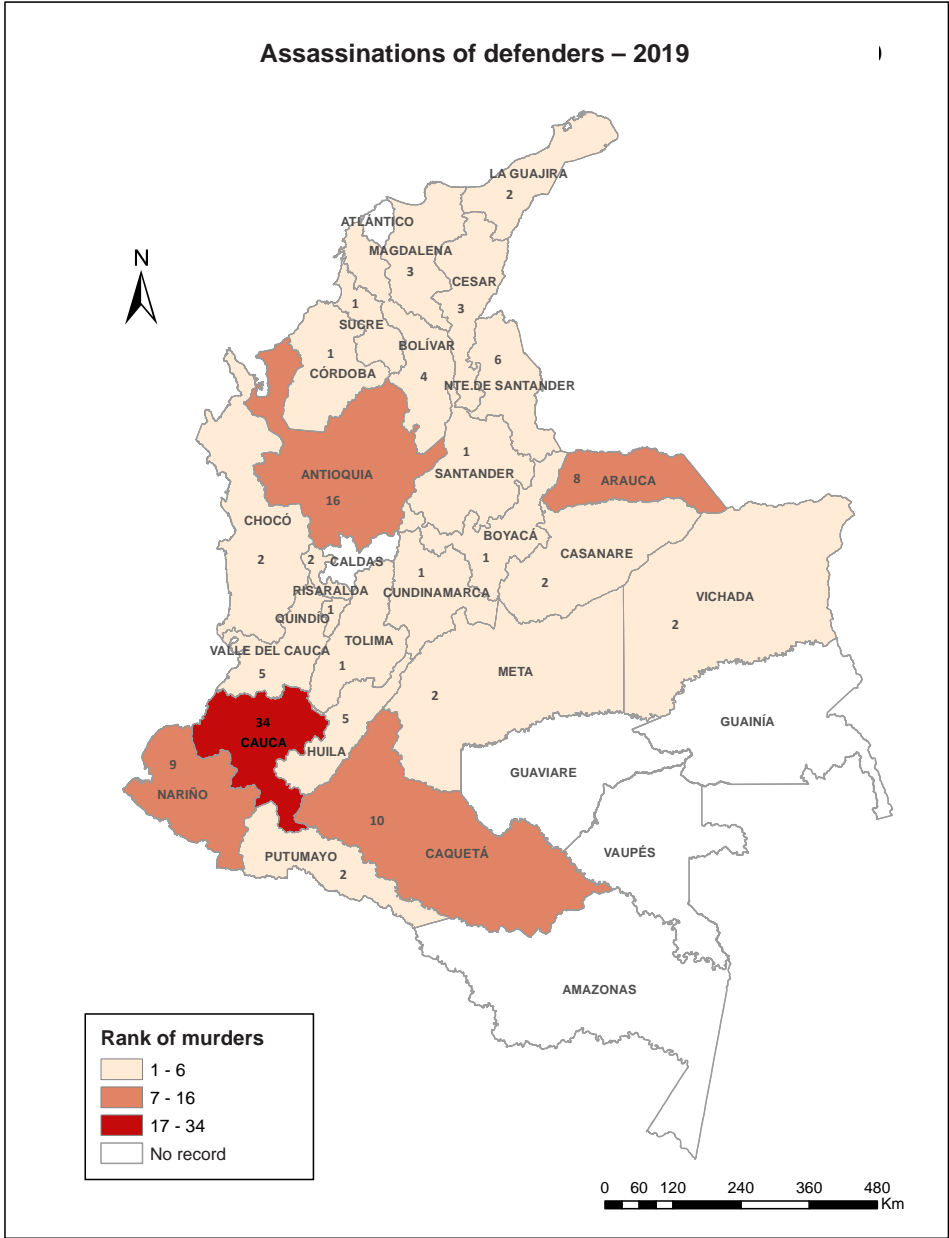 Assassinations of defenders – 2019
)
LA GUAJIRA
2
ATLÁNTICO
N
MAGDALENA
3
CESAR
3
1
SUCRE
BOLÍVAR
4
1
CÓRDOBA
6
NTE.DE SANTANDER
1
SANTANDER
ANTIOQUIA
16
8 ARAUCA
CHOCÓ
2
BOYACÁ
1
CASANARE
2
2
CALDAS
RISARALDA
1
CUNDINAMARCA
VICHADA
2
QUINDÍO
1
TOLIMA
1
VALLE DEL CAUCA
5
META
2
34
CAUCA
5
HUILA
GUAINÍA
GUAVIARE
9
NARIÑO
10
CAQUETÁ
VAUPÉS
PUTUMAYO
2
AMAZONAS
Rank of murders
1 - 6
7 - 16
17 - 34
No record
0 60 120 240 360 480
Km